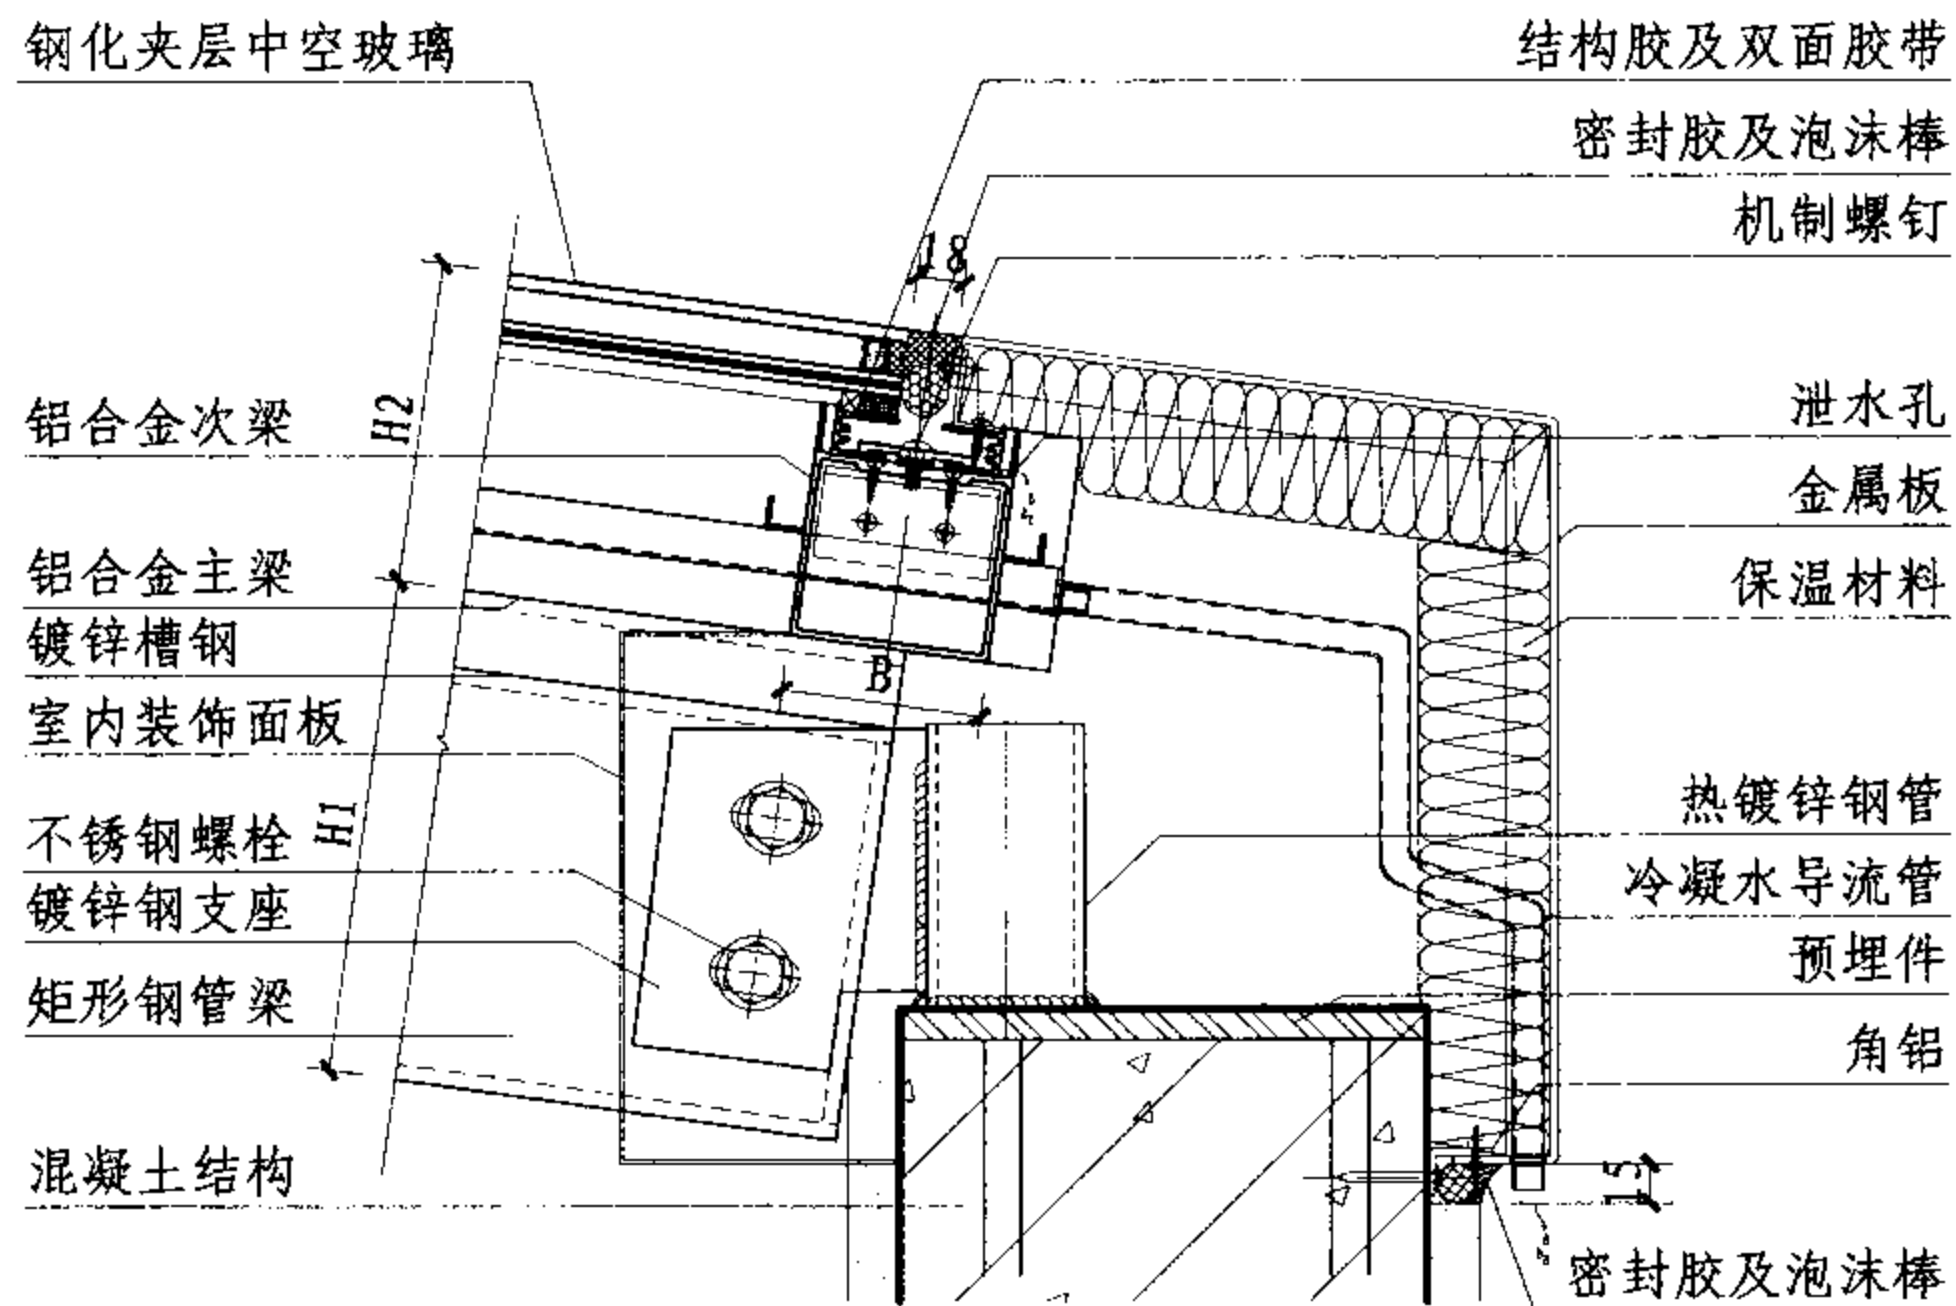 钢化夹层中空玻璃
结构胶及双面胶带
密封胶及泡沫棒
机制螺钉
18
H2
铝合金次梁
泄水孔
金属板
铝合金主梁
保温材料
镀锌槽钢
B
室内装饰面板
热镀锌钢管
H1
不锈钢螺栓
冷凝水导流管
镀锌钢支座
预埋件
矩形钢管梁
角铝
混凝土结构
15
密封胶及泡沫棒